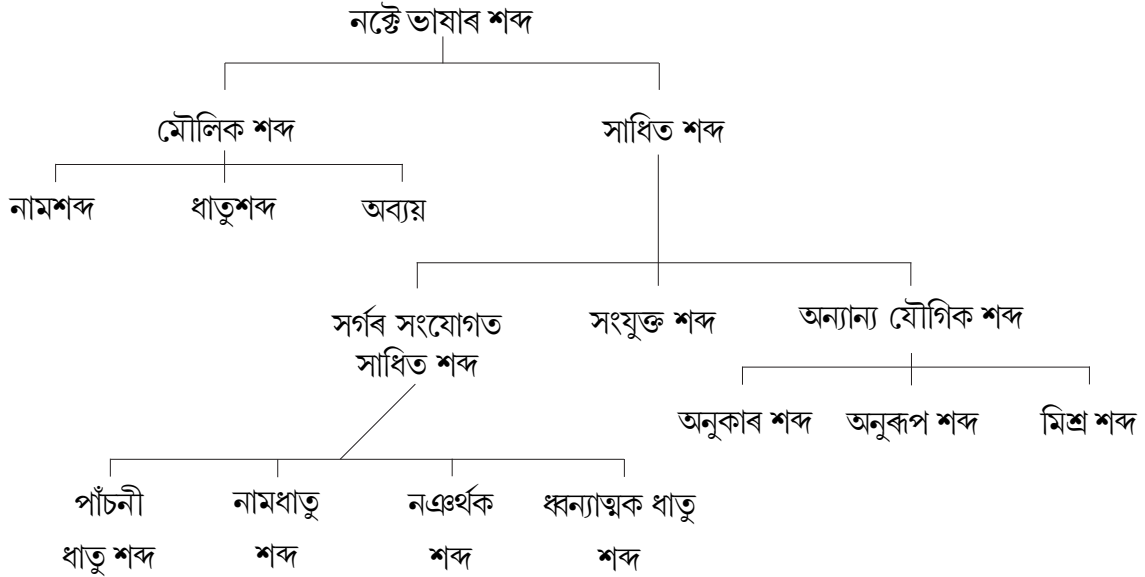 নক্টে ভাষাৰ শব্দ
মৌলিক শব্দ
সাধিত শব্দ
নামশব্দ
ধাতুশব্দ
অব্যয়
সৰ্গৰ সংযোগত
সাধিত শব্দ
সংযুক্ত শব্দ
অন্যান্য যৌগিক শব্দ
অনুকাৰ শব্দ
অনুৰূপ শব্দ
মিশ্ৰ শব্দ
পাঁচনী
ধাতু শব্দ
নামধাতু
শব্দ
নঞৰ্থক
শব্দ
ধ্বন্যাত্মক ধাতু
শব্দ